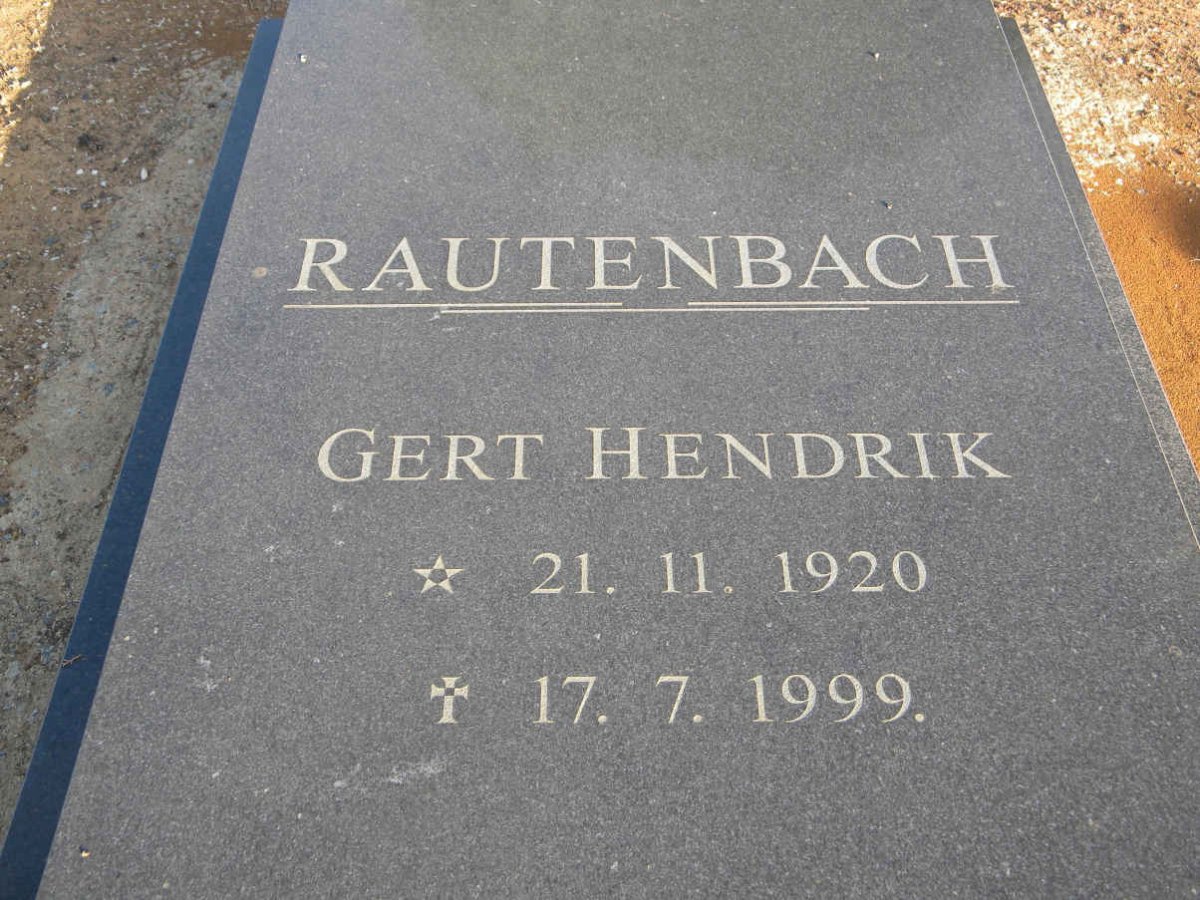 RAUTENBACH
GERT HENDRIK
☆ 21. 11. 1920
✝ 17. 7. 1999.